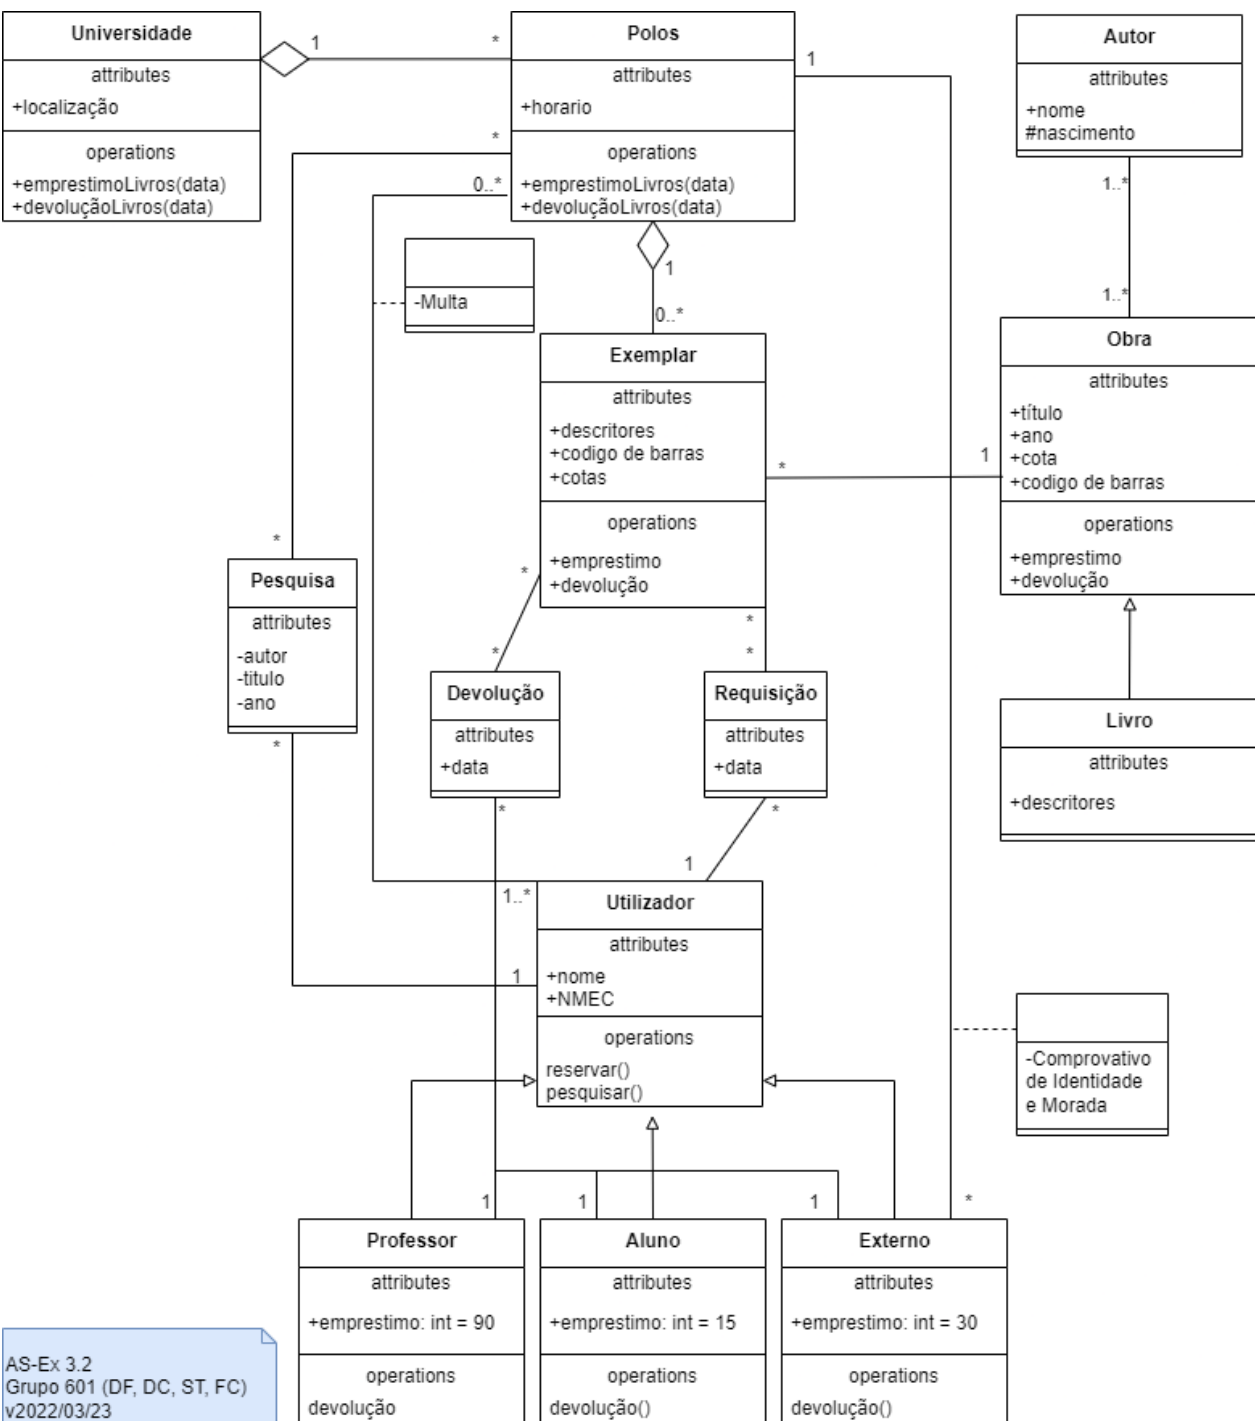 Universidade
attributes
+localização
operations
+emprestimoLivros(data)
+devoluçãoLivros(data)
1
*
Polos
attributes
+horario
operations
+emprestimoLivros(data)
+devoluçãoLivros(data)
*
0..*
1
1
0..*
Autor
attributes
+nome
#nascimento
1..*
1..*
-Multa
Exemplar
attributes
+descritores
+codigo de barras
+cotas
operations
+emprestimo
+devolução
*
1
Obra
attributes
+título
+ano
+cota
+codigo de barras
operations
+emprestimo
+devolução
*
Pesquisa
attributes
-autor
-titulo
-ano
*
*
*
Devolução
attributes
+data
*
*
*
Requisição
attributes
+data
*
1
Livro
attributes
+descritores
1..*
1
Utilizador
attributes
+nome
+NMEC
operations
reservar()
pesquisar()
-Comprovativo
de Identidade
e Morada
1
1
1
*
Professor
attributes
+emprestimo: int = 90
operations
devolução
Aluno
attributes
+emprestimo: int = 15
operations
devolução()
Externo
attributes
+emprestimo: int = 30
operations
devolução()
AS-Ex 3.2
Grupo 601 (DF, DC, ST, FC)
v2022/03/23